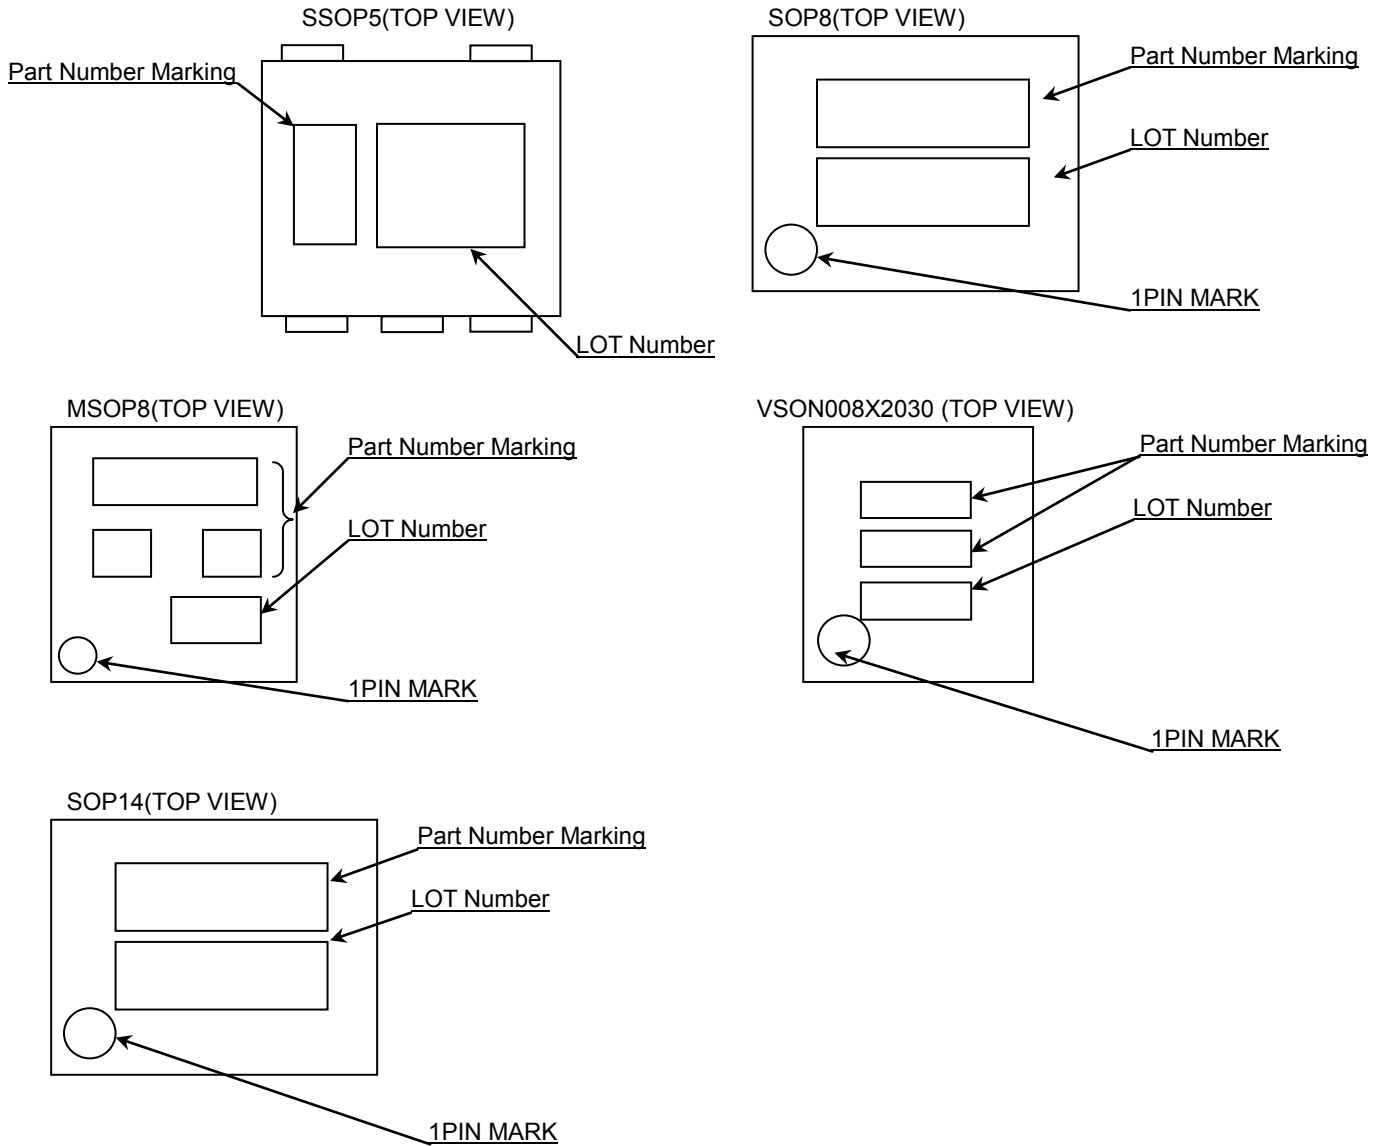 SSOP5(TOP VIEW)
Part Number Marking
LOT Number
SOP8(TOP VIEW)
Part Number Marking
LOT Number
1PIN MARK
MSOP8(TOP VIEW)
Part Number Marking
LOT Number
1PIN MARK
VSON008X2030 (TOP VIEW)
Part Number Marking
LOT Number
1PIN MARK
SOP14(TOP VIEW)
Part Number Marking
LOT Number
1PIN MARK